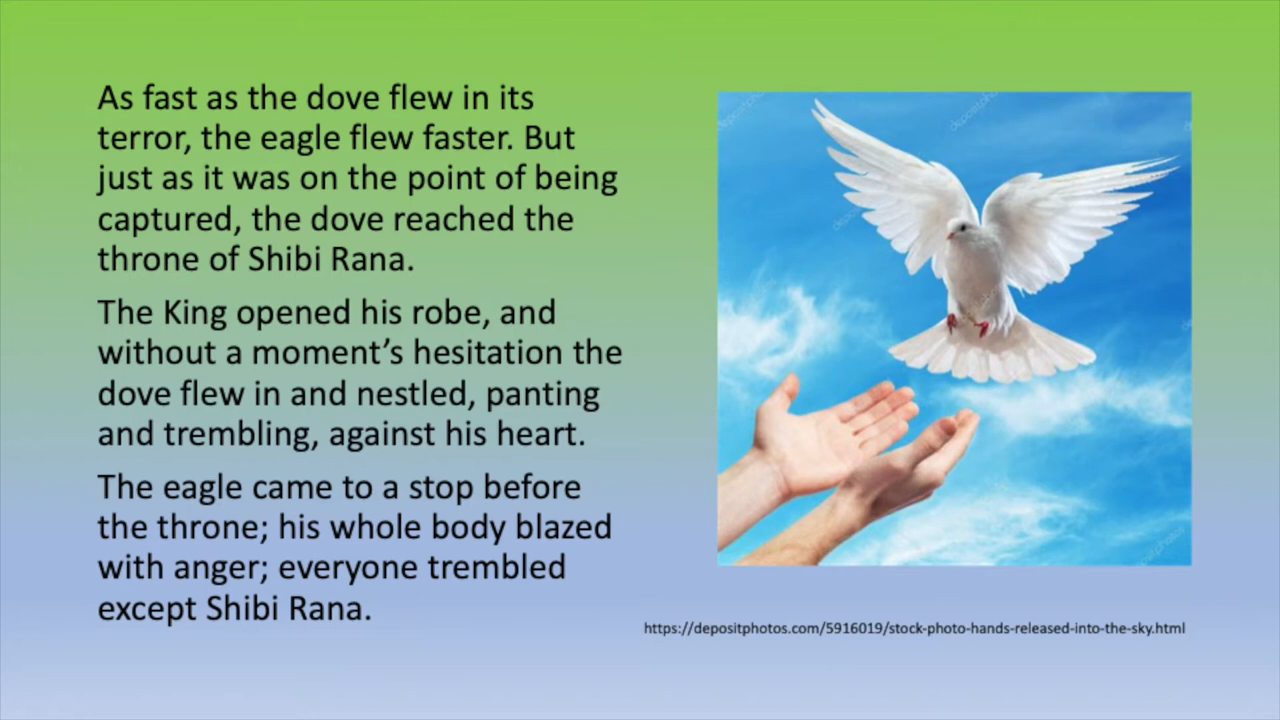 As fast as the dove flew in its
terror, the eagle flew faster. But
just as it was on the point of being
captured, the dove reached the
throne of Shibi Rana.
The King opened his robe, and
without a moment’s hesitation the
dove flew in and nestled, panting
and trembling, against his heart.
The eagle came to a stop before
the throne; his whole body blazed
with anger; everyone trembled
except Shibi Rana.
https://depositphotos.com/5916019/stock-photo-hands-released-into-the-sky.html